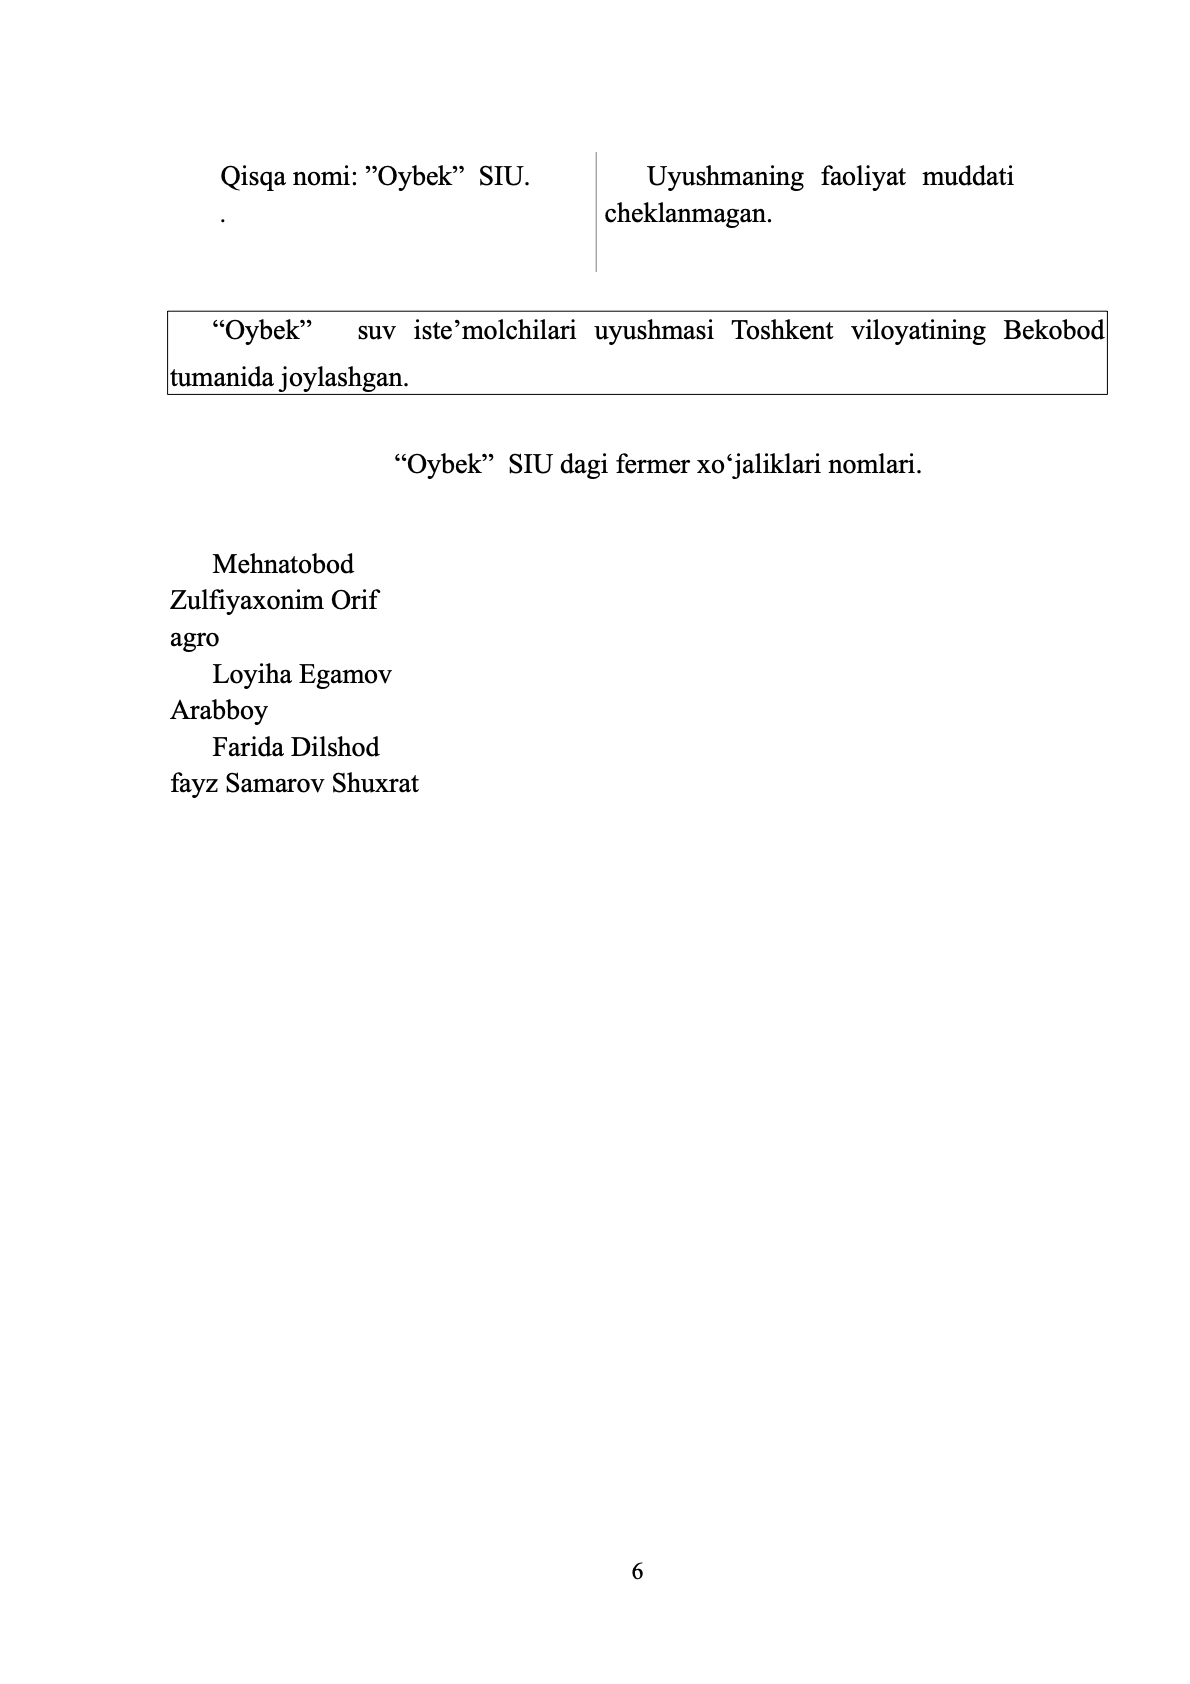 Qisqa nomi: ”Oybek” SIU.
.
Uyushmaning faoliyat muddati
cheklanmagan.
“Oybek” suv iste’molchilari uyushmasi Toshkent viloyatining Bekobod
tumanida joylashgan.
“Oybek” SIU dagi fermer xo‘jaliklari nomlari.
Mehnatobod
Zulfiyaxonim Orif
agro
Loyiha Egamov
Arabboy
Farida Dilshod
fayz Samarov Shuxrat
6